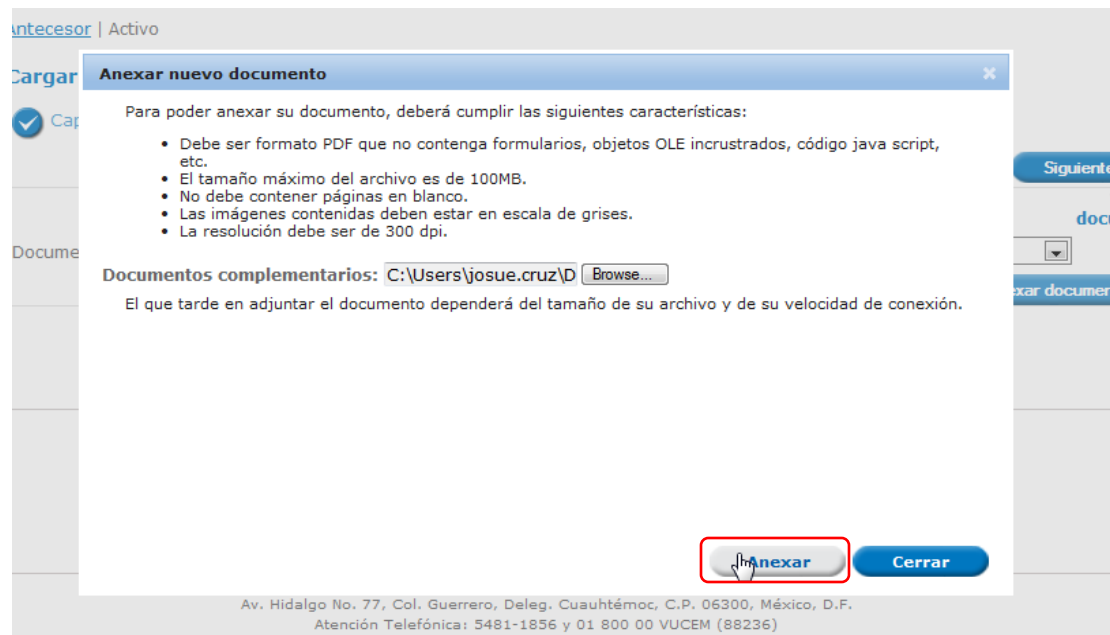 Antecesor | Activo
Cargar
Anexar nuevo documento
Cap
Para poder anexar su documento, deberá cumplir las siguientes características:
• Debe ser formato PDF que no contenga formularios, objetos OLE incrustrados, código java script,
etc.
• El tamaño máximo del archivo es de 100MB.
• No debe contener páginas en blanco.
• Las imágenes contenidas deben estar en escala de grises.
• La resolución debe ser de 300 dpi.
Siguiente
docu
Docume
Documentos complementarios: C:\Users\josue.cruz\D Browse...
exar documen
El que tarde en adjuntar el documento dependerá del tamaño de su archivo y de su velocidad de conexión.
Anexar Cerrar
Av. Hidalgo No. 77, Col. Guerrero, Deleg. Cuauhtémoc, C.P. 06300, México, D.F.
Atención Telefónica: 5481-1856 y 01 800 00 VUCEM (88236)